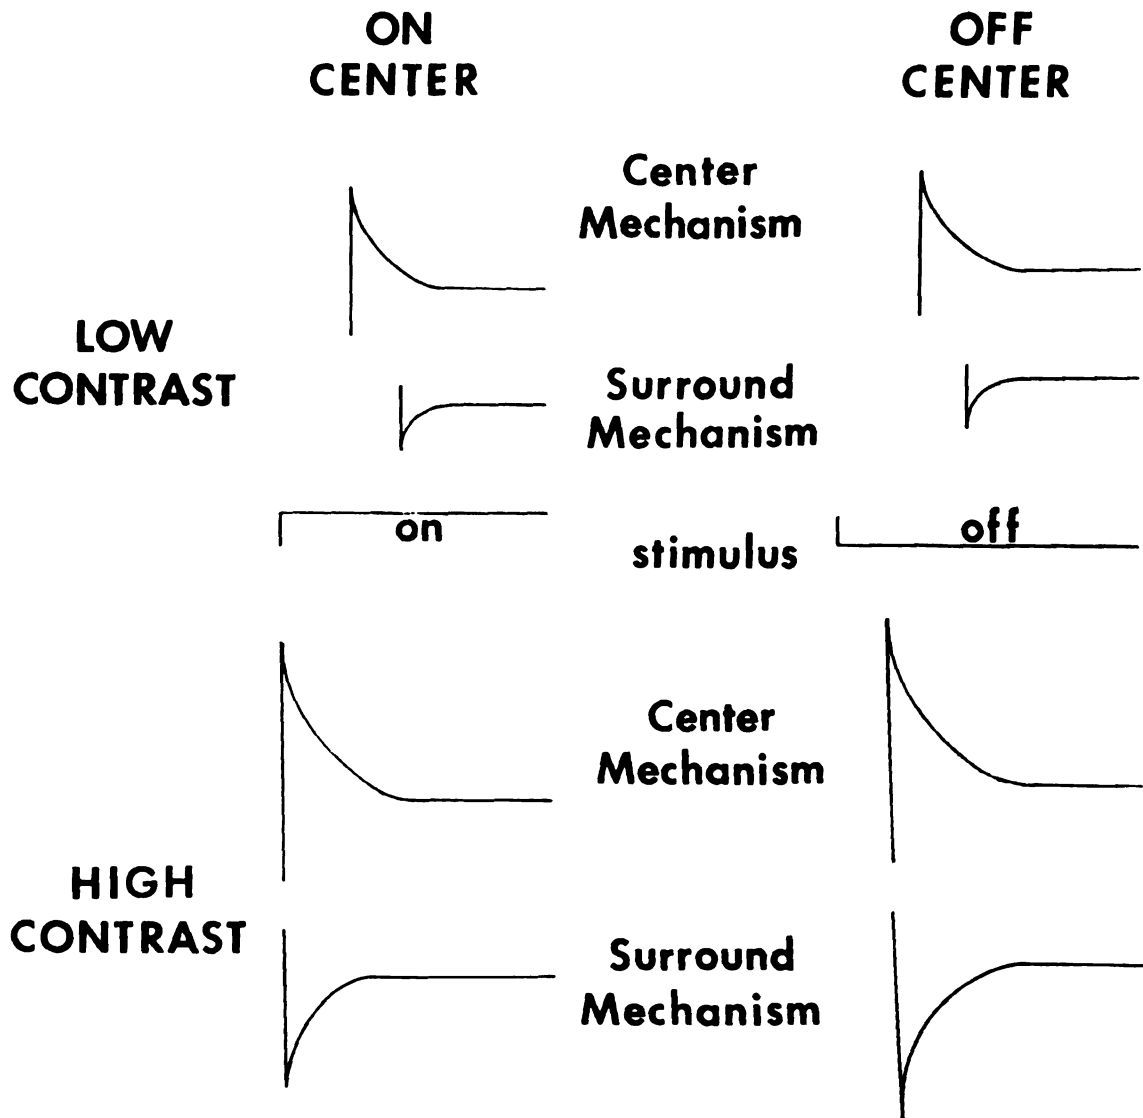 ON
CENTER
OFF
CENTER
Center
Mechanism
LOW
CONTRAST
Surround
Mechanism
on
stimulus
off
Center
Mechanism
HIGH
CONTRAST
Surround
Mechanism